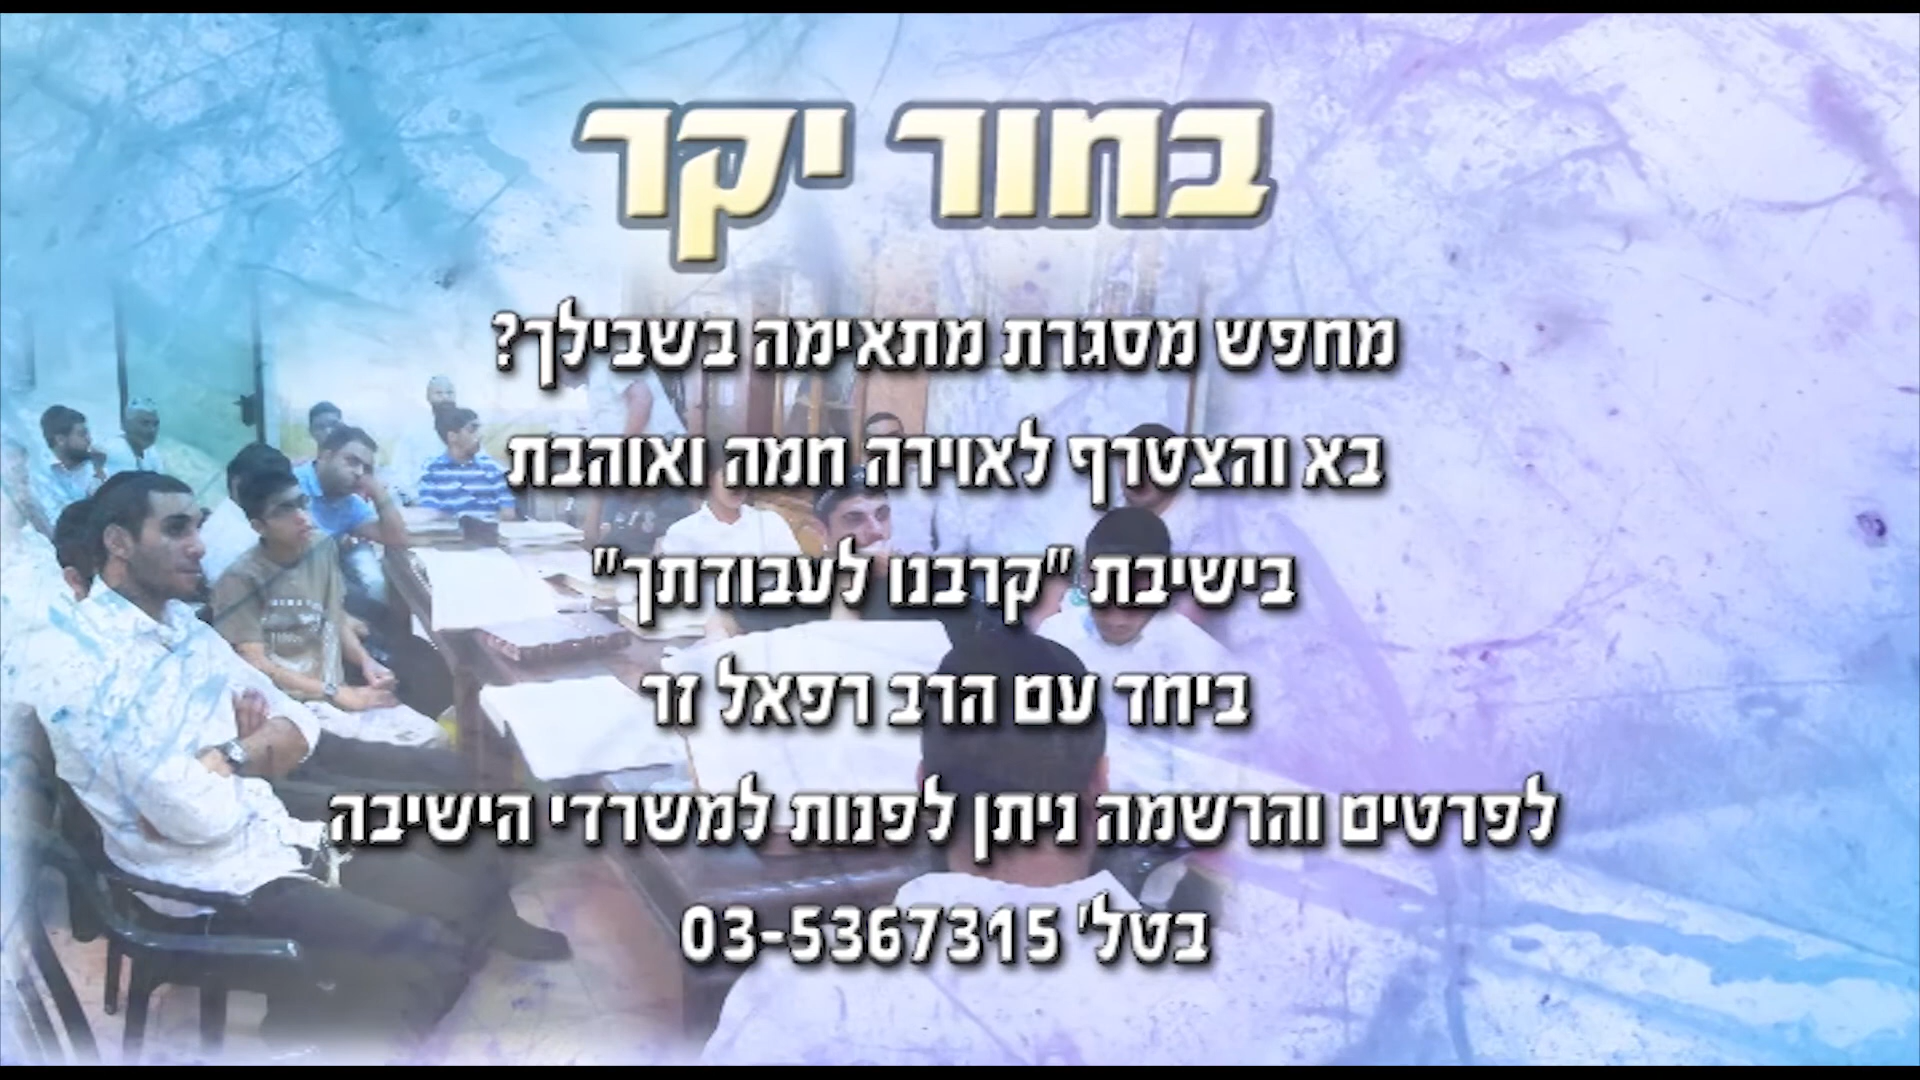 בחור יקר
מחפש מסגרת מתאימה בשבילך?
בא והצטרף לאוירה חמה ואוהבת
בישיבת "קרבנו לעבודתך"
ביחד עם הרב רפאל זר
לפרטים והרשמה ניתן לפנות למשרדי הישיבה
בטל' 03-5367315